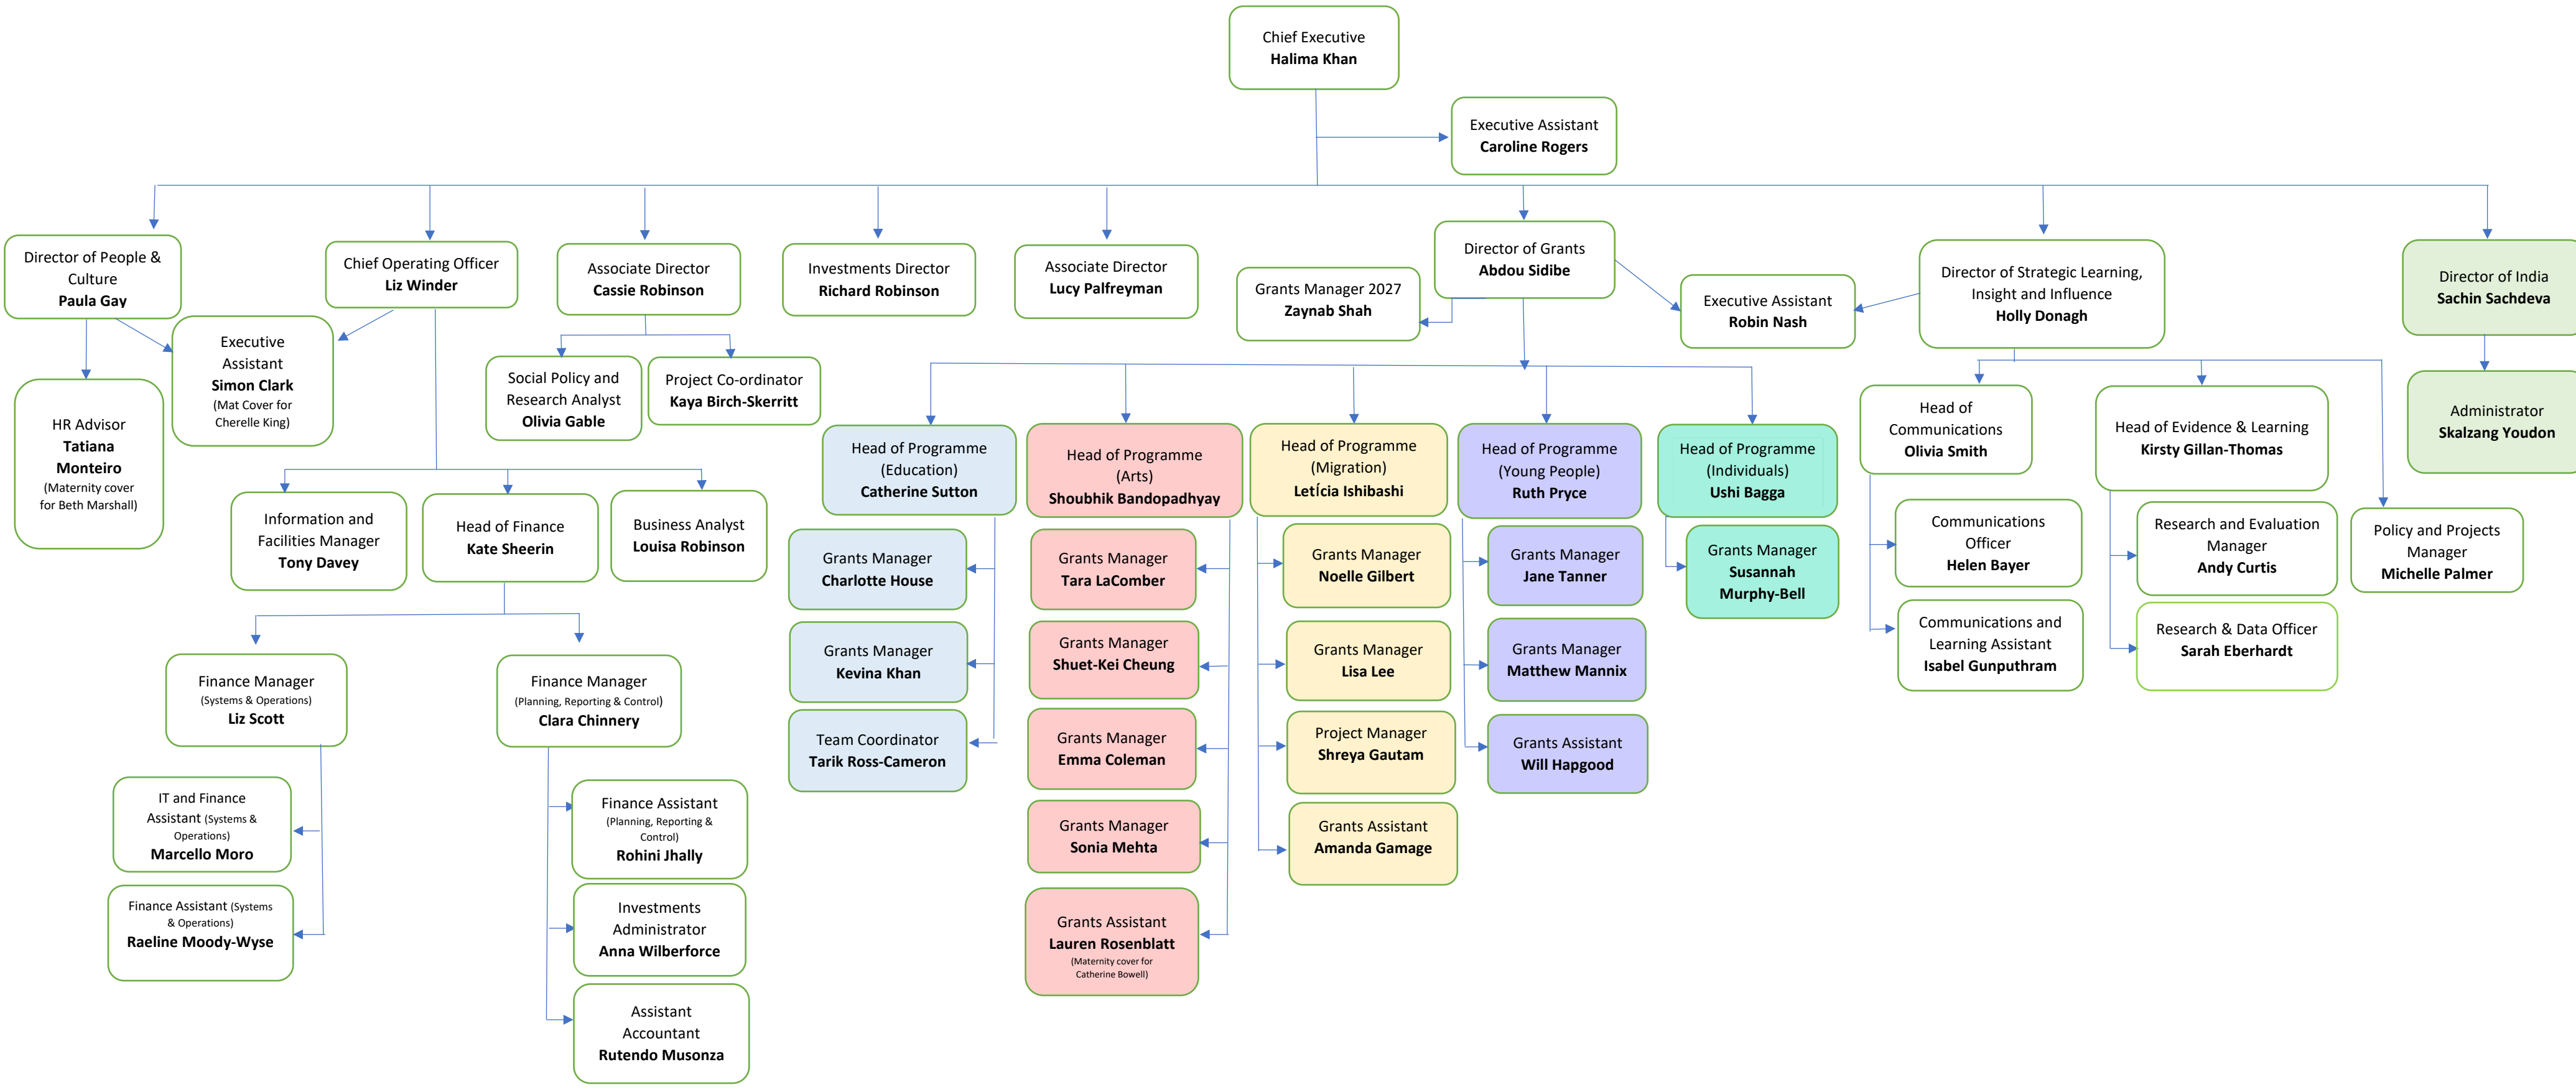 Chief Executive
Halima Khan
Executive Assistant
Caroline Rogers
Director of People &
Culture
Paula Gay
Chief Operating Officer
Liz Winder
Associate Director
Cassie Robinson
Investments Director
Richard Robinson
Associate Director
Lucy Palfreyman
Grants Manager 2027
Zaynab Shah
Director of Grants
Abdou Sidibe
Executive Assistant
Robin Nash
Director of Strategic Learning,
Insight and Influence
Holly Donagh
Director of India
Sachin Sachdeva
HR Advisor
Tatiana
Monteiro
(Maternity cover
for Beth Marshall)
Executive
Assistant
Simon Clark
(Mat Cover for
Cherelle King)
Social Policy and
Research Analyst
Olivia Gable
Project Co-ordinator
Kaya Birch-Skerritt
Administrator
Skalzang Youdon
Information and
Facilities Manager
Tony Davey
Head of Finance
Kate Sheerin
Business Analyst
Louisa Robinson
Finance Manager
(Systems & Operations)
Liz Scott
Finance Manager
(Planning, Reporting & Control)
Clara Chinnery
IT and Finance
Assistant (Systems &
Operations)
Marcello Moro
Finance Assistant (Systems
& Operations)
Raeline Moody-Wyse
Finance Assistant
(Planning, Reporting &
Control)
Rohini Jhally
Investments
Administrator
Anna Wilberforce
Assistant
Accountant
Rutendo Musonza
Head of Programme
(Education)
Catherine Sutton
Grants Manager
Charlotte House
Grants Manager
Kevina Khan
Team Coordinator
Tarik Ross-Cameron
Head of Programme
(Arts)
Shoubhik Bandopadhyay
Grants Manager
Tara LaComber
Grants Manager
Shuet-Kei Cheung
Grants Manager
Emma Coleman
Grants Manager
Sonia Mehta
Grants Assistant
Lauren Rosenblatt
(Maternity cover for
Catherine Bowell)
Head of Programme
(Migration)
LetÍcia Ishibashi
Grants Manager
Noelle Gilbert
Grants Manager
Lisa Lee
Project Manager
Shreya Gautam
Grants Assistant
Amanda Gamage
Head of Programme
(Young People)
Ruth Pryce
Grants Manager
Jane Tanner
Grants Manager
Matthew Mannix
Grants Assistant
Will Hapgood
Head of Programme
(Individuals)
Ushi Bagga
Grants Manager
Susannah
Murphy-Bell
Head of
Communications
Olivia Smith
Communications
Officer
Helen Bayer
Communications and
Learning Assistant
Isabel Gunputhram
Head of Evidence & Learning
Kirsty Gillan-Thomas
Research and Evaluation
Manager
Andy Curtis
Research & Data Officer
Sarah Eberhardt
Policy and Projects
Manager
Michelle Palmer